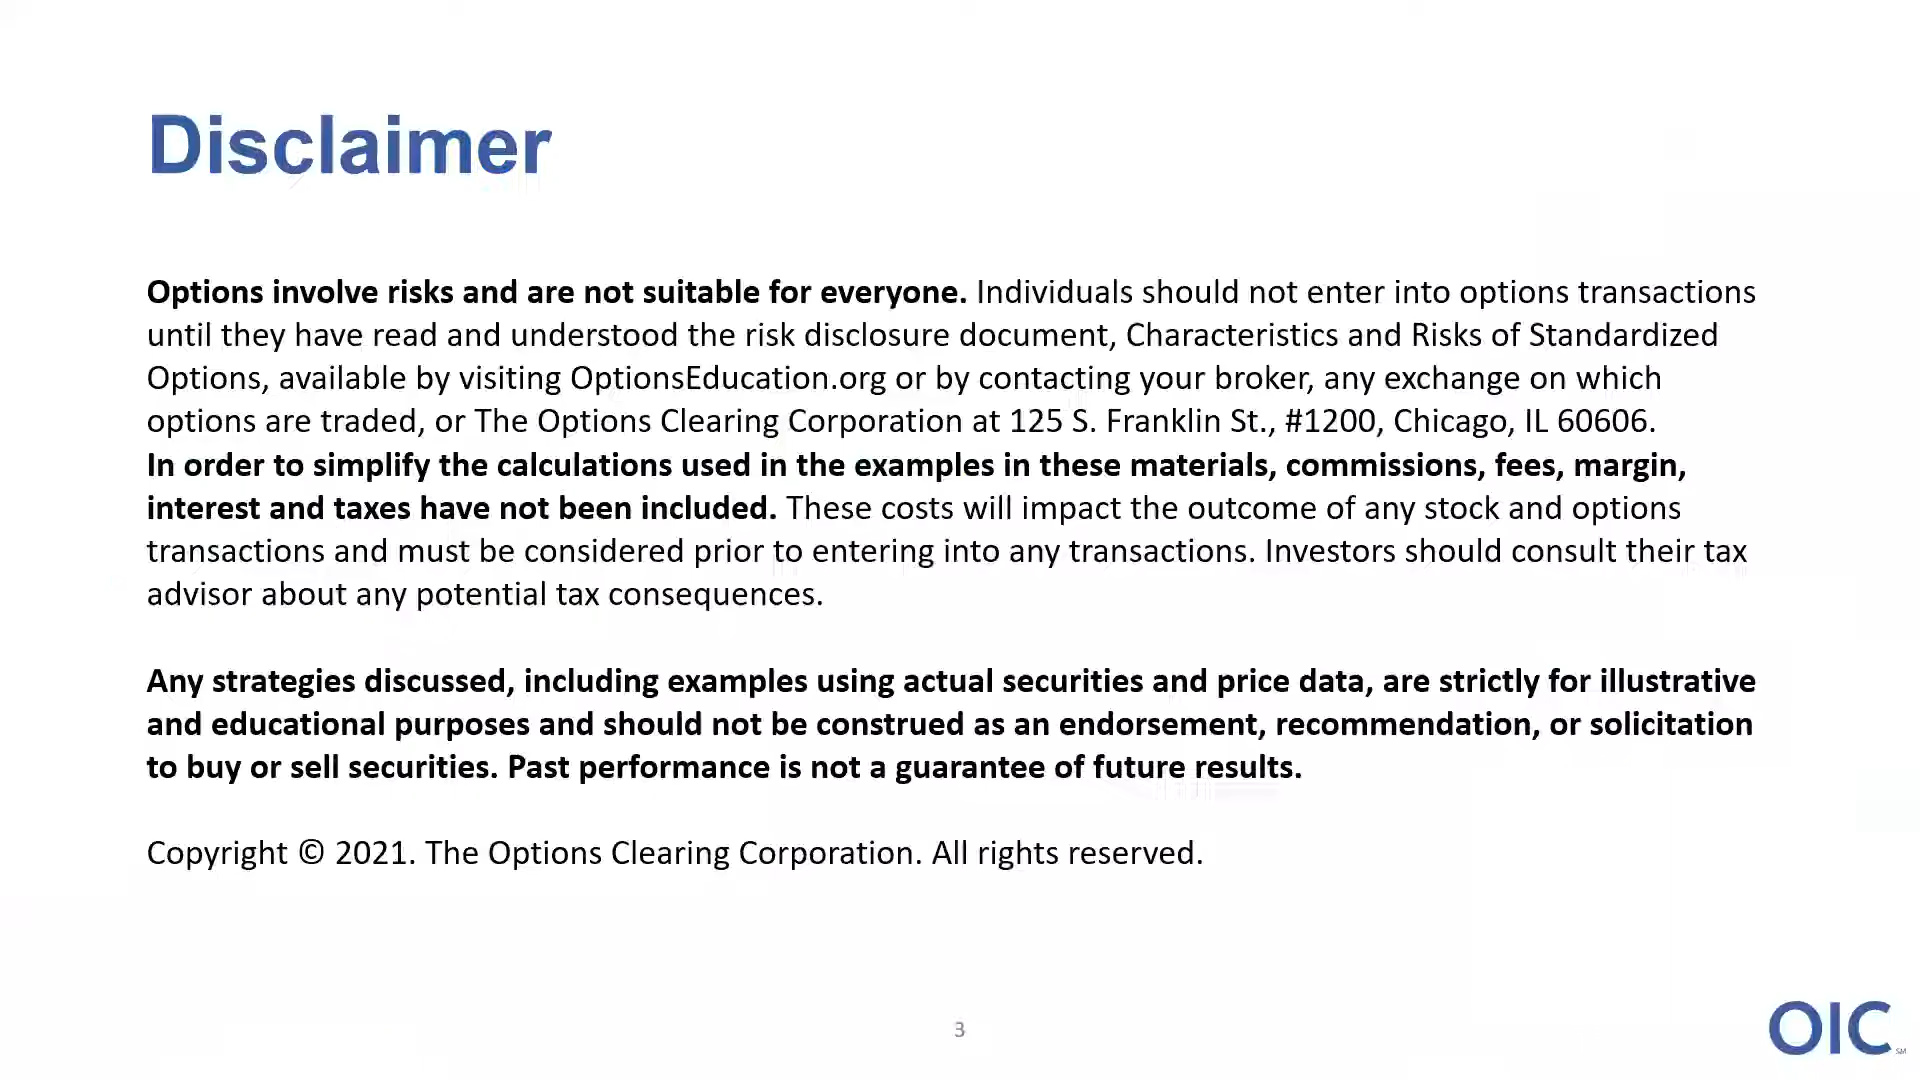 Disclaimer
Options involve risks and are not suitable for everyone. Individuals should not enter into options transactions
until they have read and understood the risk disclosure document, Characteristics and Risks of Standardized
Options, available by visiting OptionsEducation.org or by contacting your broker, any exchange on which
options are traded, or The Options Clearing Corporation at 125 S. Franklin St., #1200, Chicago, IL 60606.
In order to simplify the calculations used in the examples in these materials, commissions, fees, margin,
interest and taxes have not been included. These costs will impact the outcome of any stock and options
transactions and must be considered prior to entering into any transactions. Investors should consult their tax
advisor about any potential tax consequences.
Any strategies discussed, including examples using actual securities and price data, are strictly for illustrative
and educational purposes and should not be construed as an endorsement, recommendation, or solicitation
to buy or sell securities. Past performance is not a guarantee of future results.
Copyright © 2021. The Options Clearing Corporation. All rights reserved.
3
OIC SM